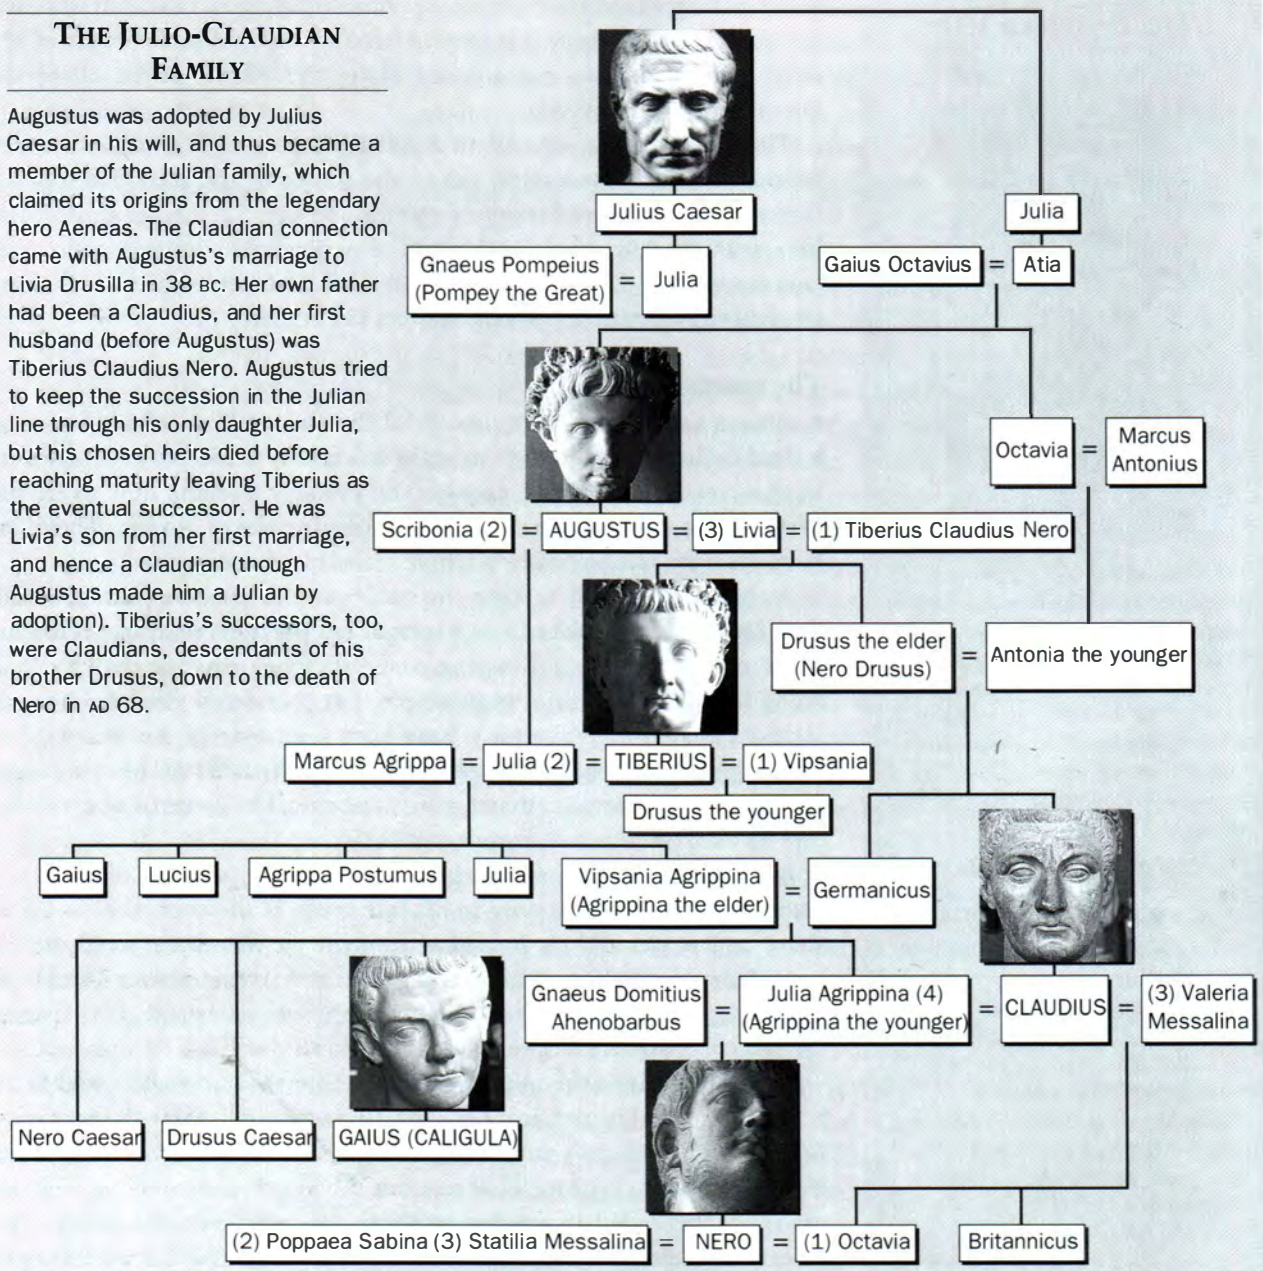 THE JULIO-CLAUDIAN
FAMILY
Augustus was adopted by Julius
Caesar in his will, and thus became a
member of the Julian family, which
claimed its origins from the legendary
hero Aeneas. The Claudian connection
came with Augustus's marriage to
Livia Drusilla in 38 BC. Her own father
had been a Claudius, and her first
husband (before Augustus) was
Tiberius Claudius Nero. Augustus tried
to keep the succession in the Julian
line through his only daughter Julia,
but his chosen heirs died before
reaching maturity leaving Tiberius as
the eventual successor. He was
Livia's son from her first marriage,
and hence a Claudian (though
Augustus made him a Julian by
adoption). Tiberius's successors, too,
were Claudians, descendants of his
brother Drusus, down to the death of
Nero in AD 68.
Julius Caesar
Julia
Gnaeus Pompeius
(Pompey the Great)
=
Julia
Gaius Octavius = Atia
Octavia
=
Marcus
Antonius
Scribonia (2) = AUGUSTUS = (3) Livia = (1) Tiberius Claudius Nero
Drusus the elder
(Nero Drusus)
=
Antonia the younger
Marcus Agrippa = Julia (2) = TIBERIUS = (1) Vipsania
Drusus the younger
Gaius
Lucius
Agrippa Postumus
Julia
Vipsania Agrippina
(Agrippina the elder)
=
Germanicus
Gnaeus Domitius
Ahenobarbus
=
Julia Agrippina (4)
(Agrippina the younger)
=
CLAUDIUS
=
(3) Valeria
Messalina
Nero Caesar
Drusus Caesar
GAIUS (CALIGULA)
(2) Poppaea Sabina (3) Statilia Messalina = NERO = (1) Octavia
Britannicus